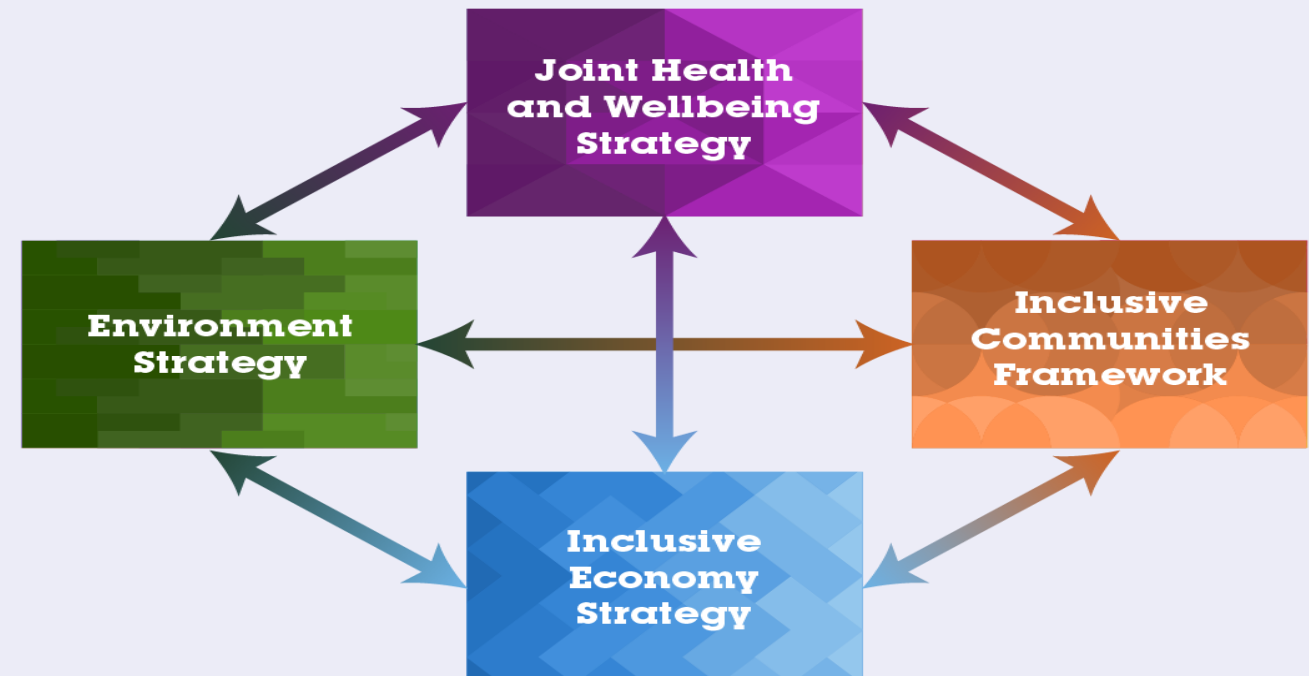 Joint Health
and Wellbeing
Strategy
Environment
Strategy
Inclusive
Communities
Framework
Inclusive
Economy
Strategy